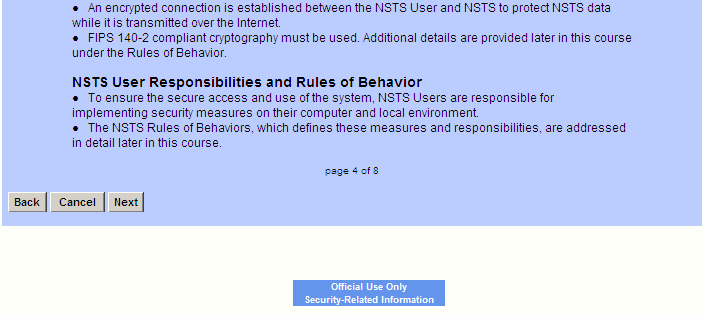 ● An encrypted connection is established between the NSTS User and NSTS to protect NSTS data
while it is transmitted over the Internet.
● FIPS 140-2 compliant cryptography must be used. Additional details are provided later in this course
under the Rules of Behavior.
NSTS User Responsibilities and Rules of Behavior
● To ensure the secure access and use of the system, NSTS Users are responsible for
implementing security measures on their computer and local environment.
● The NSTS Rules of Behaviors, which defines these measures and responsibilities, are addressed
in detail later in this course.
page 4 of 8
Back Cancel Next
Official Use Only
Security-Related Information